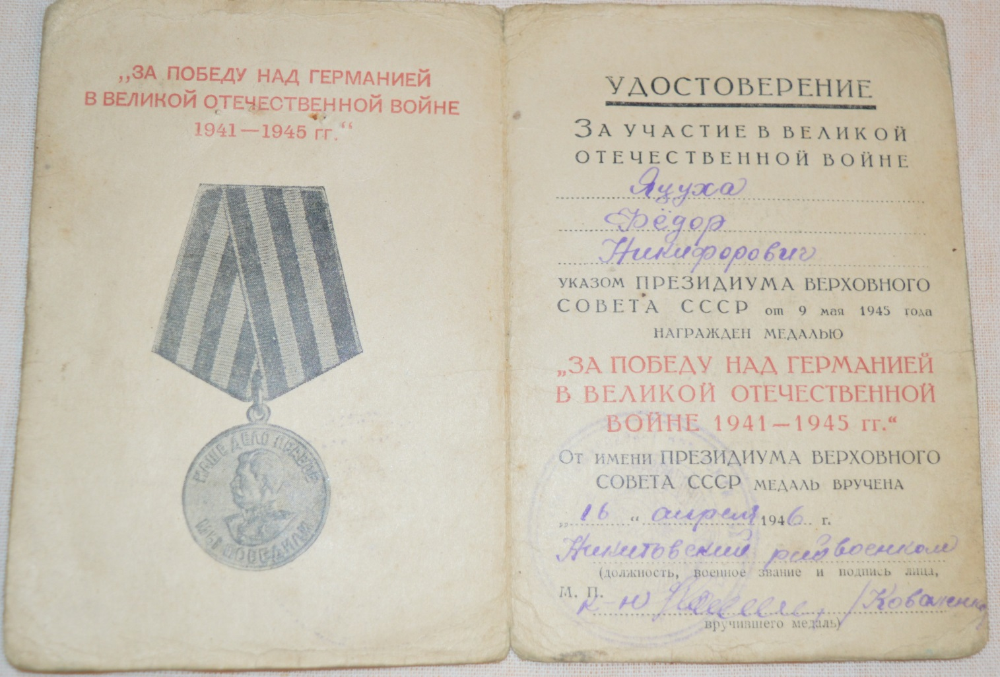 „ЗА ПОБЕДУ НАД ГЕРМАНИЕЙ
В ВЕЛИКОЙ ОТЕЧЕСТВЕННОЙ ВОЙНЕ
1941—1945 гг.“
НАШЕ ДЕЛО ПРАВОЕ
МЫ ПОБЕДИЛИ
УДОСТОВЕРЕНИЕ
ЗА УЧАСТИЕ В ВЕЛИКОЙ
ОТЕЧЕСТВЕННОЙ ВОЙНЕ
Яцуха
Фёдор
Никифорович
УКАЗОМ ПРЕЗИДИУМА ВЕРХОВНОГО
СОВЕТА СССР от 9 мая 1945 года
НАГРАЖДЕН МЕДАЛЬЮ
„ЗА ПОБЕДУ НАД ГЕРМАНИЕЙ
В ВЕЛИКОЙ ОТЕЧЕСТВЕННОЙ
ВОЙНЕ 1941—1945 гг.“
ОТ ИМЕНИ ПРЕЗИДИУМА ВЕРХОВНОГО
СОВЕТА СССР МЕДАЛЬ ВРУЧЕНА
„16“ апреля 1946 г.
Никитовский райвоенком
(должность, военное звание и подпись лица,
М. П.
к-н /Коваленко
вручившего медаль)